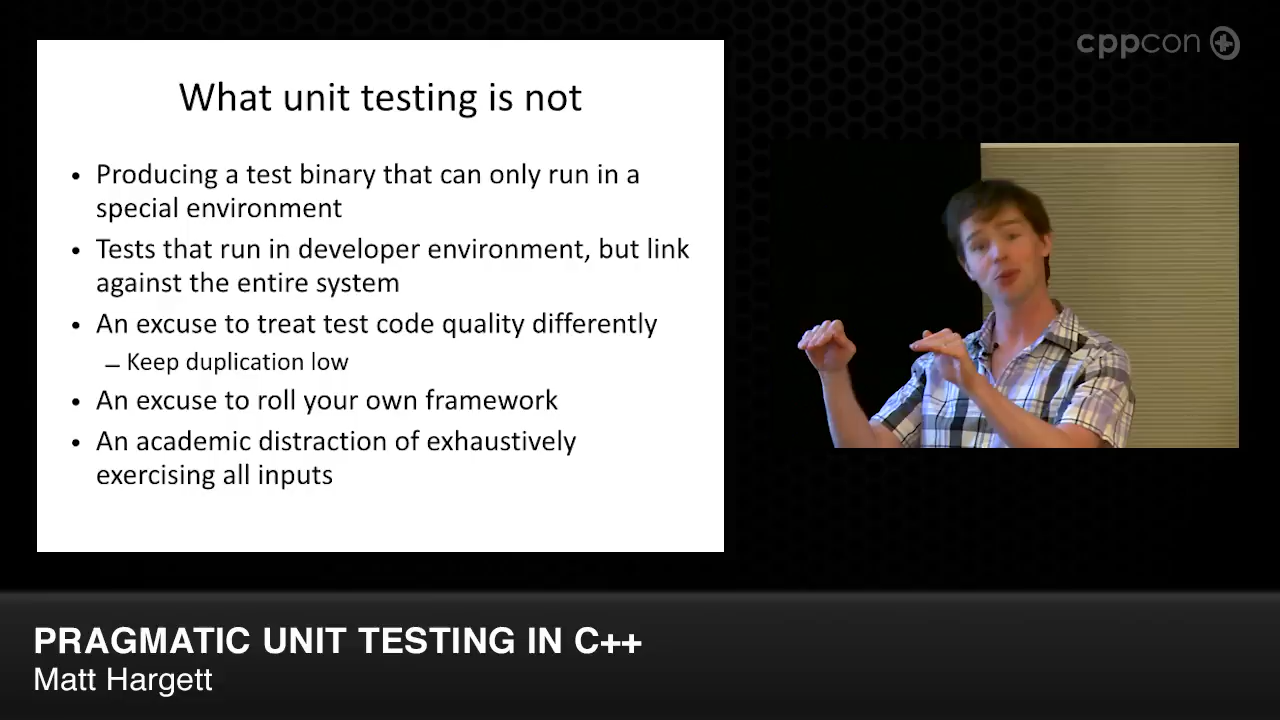 cppcon
What unit testing is not
• Producing a test binary that can only run in a
special environment
• Tests that run in developer environment, but link
against the entire system
• An excuse to treat test code quality differently
– Keep duplication low
• An excuse to roll your own framework
• An academic distraction of exhaustively
exercising all inputs
PRAGMATIC UNIT TESTING IN C++
Matt Hargett